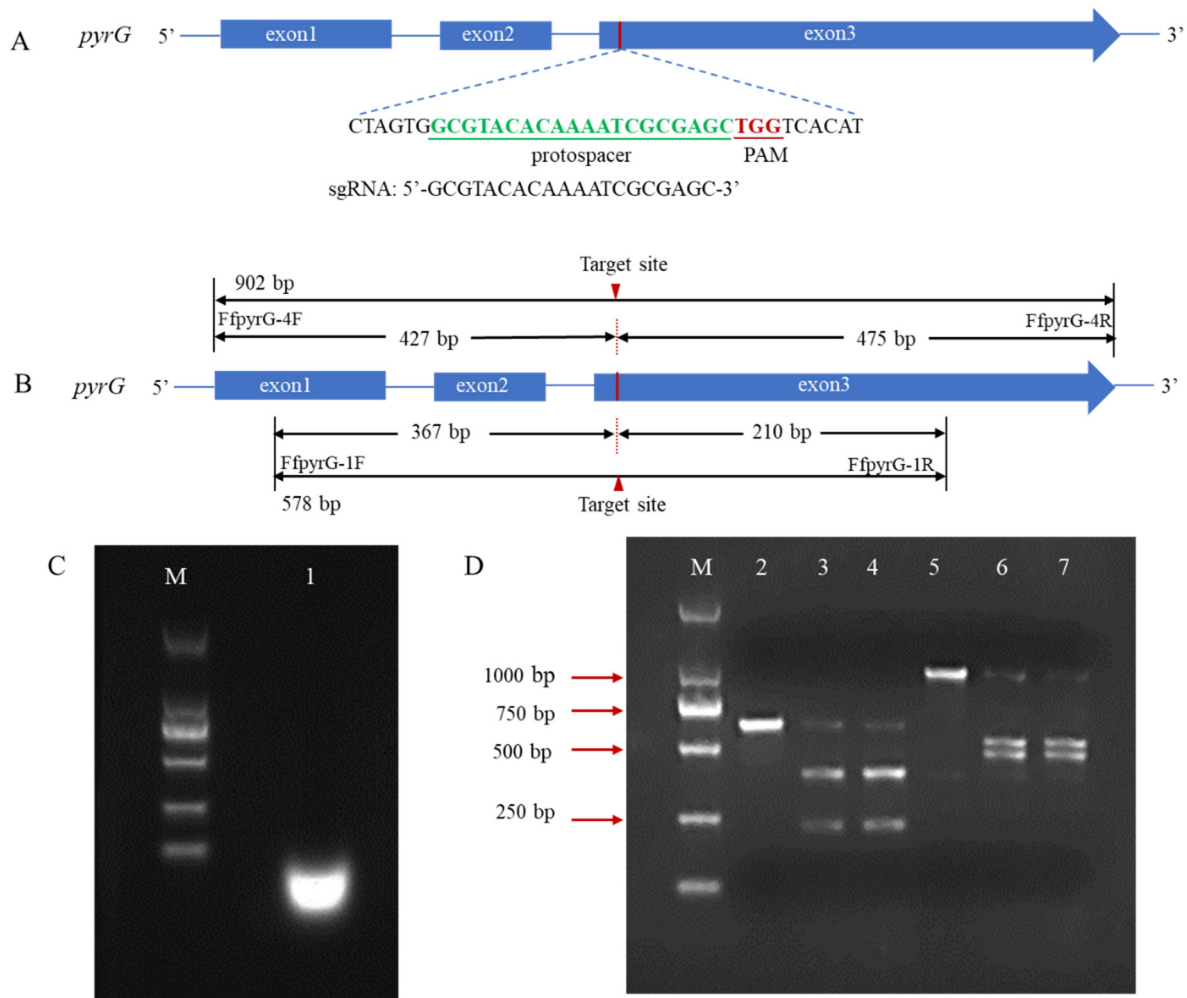 A pyrG 5’ exon1 exon2 exon3 3’
CTAGTGGCGTACACAAAATCGCGAGCTGGTCACAT
protospacer PAM
sgRNA: 5’-GCGTACACAAAATCGCGAGC-3’
Target site
902 bp
FfpyrG-4F FfpyrG-4R
427 bp 475 bp
B pyrG 5’ exon1 exon2 exon3 3’
367 bp 210 bp
FfpyrG-1F FfpyrG-1R
578 bp Target site
C M 1
D M 2 3 4 5 6 7
1000 bp
750 bp
500 bp
250 bp